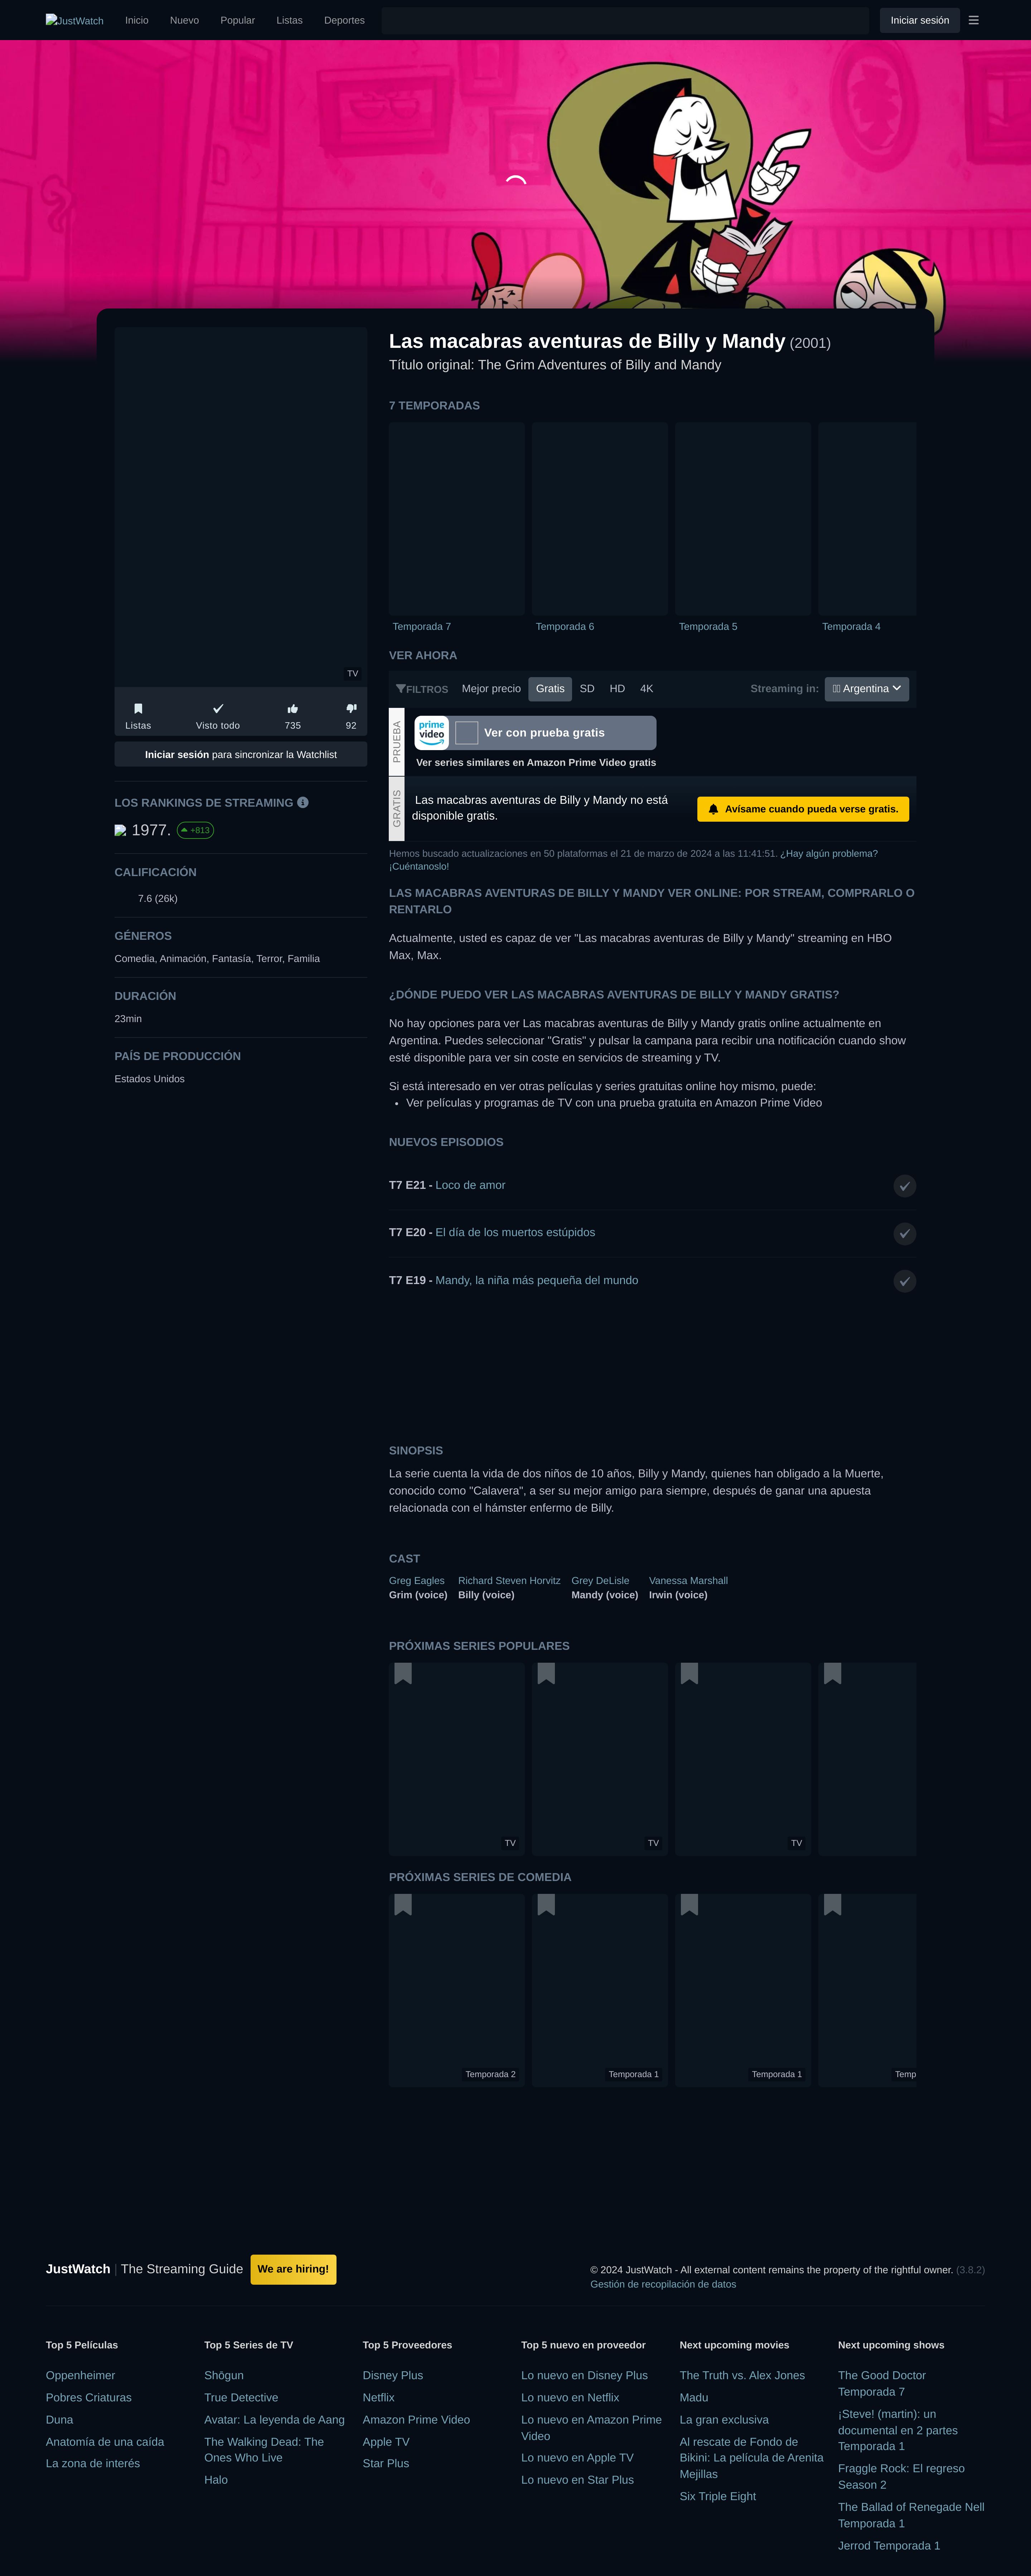 JustWatch
Inicio
Nuevo
Popular
Listas
Deportes
Iniciar sesión
Las macabras aventuras de Billy y Mandy (2001)
Título original: The Grim Adventures of Billy and Mandy
7 TEMPORADAS
Temporada 7
Temporada 6
Temporada 5
Temporada 4
TV
Listas
Visto todo
735
92
Iniciar sesión para sincronizar la Watchlist
LOS RANKINGS DE STREAMING
1977.
+813
CALIFICACIÓN
7.6 (26k)
GÉNEROS
Comedia, Animación, Fantasía, Terror, Familia
DURACIÓN
23min
PAÍS DE PRODUCCIÓN
Estados Unidos
VER AHORA
FILTROS
Mejor precio
Gratis
SD
HD
4K
Streaming in:
Argentina
PRUEBA
prime
video
Ver con prueba gratis
Ver series similares en Amazon Prime Video gratis
GRATIS
Las macabras aventuras de Billy y Mandy no está
disponible gratis.
Avísame cuando pueda verse gratis.
Hemos buscado actualizaciones en 50 plataformas el 21 de marzo de 2024 a las 11:41:51. ¿Hay algún problema?
¡Cuéntanoslo!
LAS MACABRAS AVENTURAS DE BILLY Y MANDY VER ONLINE: POR STREAM, COMPRARLO O
RENTARLO
Actualmente, usted es capaz de ver "Las macabras aventuras de Billy y Mandy" streaming en HBO
Max, Max.
¿DÓNDE PUEDO VER LAS MACABRAS AVENTURAS DE BILLY Y MANDY GRATIS?
No hay opciones para ver Las macabras aventuras de Billy y Mandy gratis online actualmente en
Argentina. Puedes seleccionar "Gratis" y pulsar la campana para recibir una notificación cuando show
esté disponible para ver sin coste en servicios de streaming y TV.
Si está interesado en ver otras películas y series gratuitas online hoy mismo, puede:
• Ver películas y programas de TV con una prueba gratuita en Amazon Prime Video
NUEVOS EPISODIOS
T7 E21 - Loco de amor
T7 E20 - El día de los muertos estúpidos
T7 E19 - Mandy, la niña más pequeña del mundo
SINOPSIS
La serie cuenta la vida de dos niños de 10 años, Billy y Mandy, quienes han obligado a la Muerte,
conocido como "Calavera", a ser su mejor amigo para siempre, después de ganar una apuesta
relacionada con el hámster enfermo de Billy.
CAST
Greg Eagles
Grim (voice)
Richard Steven Horvitz
Billy (voice)
Grey DeLisle
Mandy (voice)
Vanessa Marshall
Irwin (voice)
PRÓXIMAS SERIES POPULARES
TV
TV
TV
PRÓXIMAS SERIES DE COMEDIA
Temporada 2
Temporada 1
Temporada 1
Temp
JustWatch | The Streaming Guide
We are hiring!
© 2024 JustWatch - All external content remains the property of the rightful owner. (3.8.2)
Gestión de recopilación de datos
Top 5 Películas
Oppenheimer
Pobres Criaturas
Duna
Anatomía de una caída
La zona de interés
Top 5 Series de TV
Shōgun
True Detective
Avatar: La leyenda de Aang
The Walking Dead: The
Ones Who Live
Halo
Top 5 Proveedores
Disney Plus
Netflix
Amazon Prime Video
Apple TV
Star Plus
Top 5 nuevo en proveedor
Lo nuevo en Disney Plus
Lo nuevo en Netflix
Lo nuevo en Amazon Prime
Video
Lo nuevo en Apple TV
Lo nuevo en Star Plus
Next upcoming movies
The Truth vs. Alex Jones
Madu
La gran exclusiva
Al rescate de Fondo de
Bikini: La película de Arenita
Mejillas
Six Triple Eight
Next upcoming shows
The Good Doctor
Temporada 7
¡Steve! (martin): un
documental en 2 partes
Temporada 1
Fraggle Rock: El regreso
Season 2
The Ballad of Renegade Nell
Temporada 1
Jerrod Temporada 1